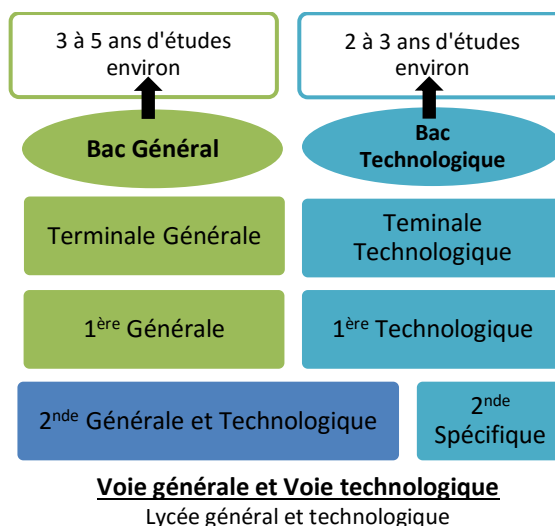 3 à 5 ans d'études
environ
2 à 3 ans d'études
environ
Bac Général
Bac
Technologique
Terminale Générale
Teminale
Technologique
1ère Générale
1ère Technologique
2nde Générale et Technologique
2nde
Spécifique
Voie générale et Voie technologique
Lycée général et technologique